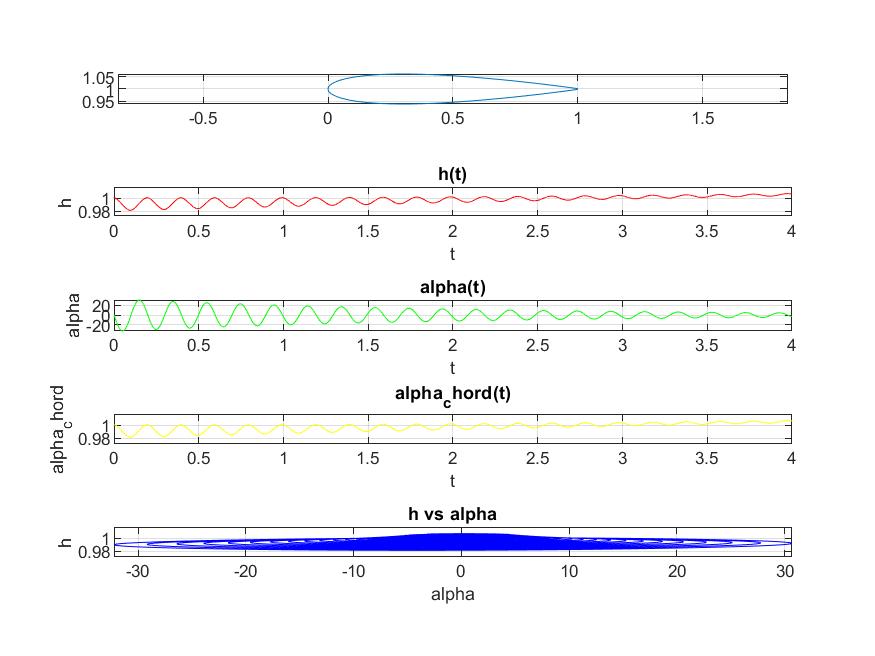 1.05
1
0.95
-0.5 0 0.5 1 1.5
h(t)
h
1
0.98
0 0.5 1 1.5 2 2.5 3 3.5 4
t
alpha(t)
alpha
20
0
-20
0 0.5 1 1.5 2 2.5 3 3.5 4
t
alpha_chord(t)
alpha_chord
1
0.98
0 0.5 1 1.5 2 2.5 3 3.5 4
t
h vs alpha
h
1
0.98
-30 -20 -10 0 10 20 30
alpha